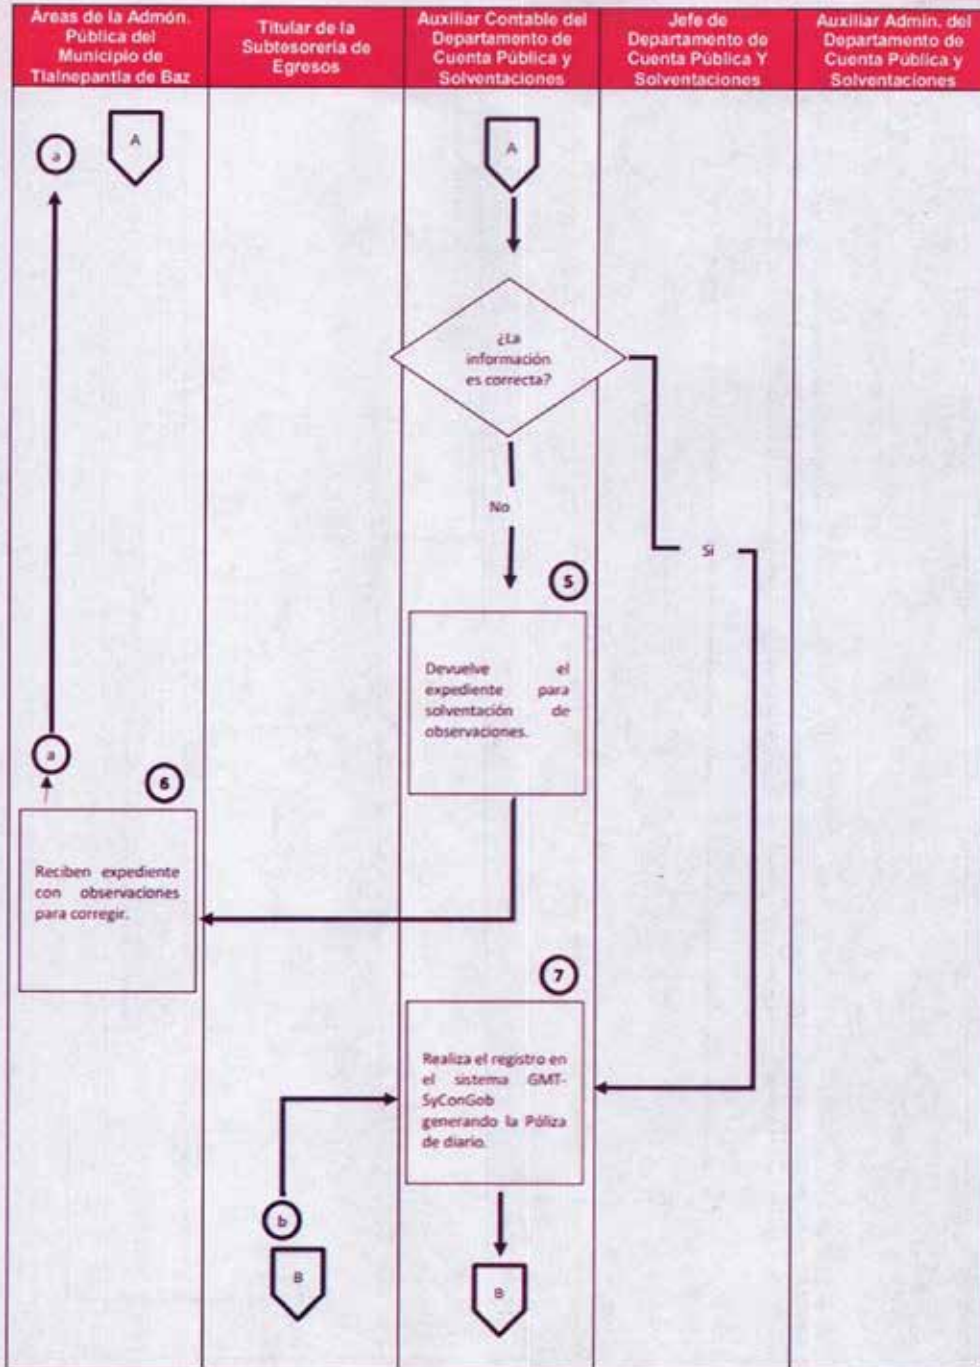 Áreas de la Admón.
Pública del
Municipio de
Tlalnepantla de Baz
Titular de la
Subtesorería de
Egresos
Auxiliar Contable del
Departamento de
Cuenta Pública y
Solventaciones
Jefe de
Departamento de
Cuenta Pública Y
Solventaciones
Auxiliar Admin. del
Departamento de
Cuenta Pública y
Solventaciones
a
A
A
¿La
información
es correcta?
No
Si
5
Devuelve el
expediente para
solventación de
observaciones.
a
6
Reciben expediente
con observaciones
para corregir.
7
Realiza el registro en
el sistema GMT-
SyConGob
generando la Póliza
de diario.
b
B
B